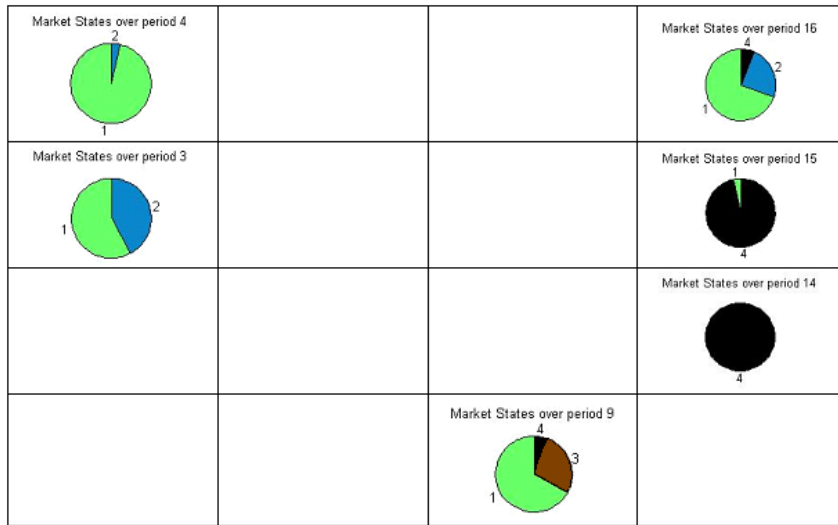 Market States over period 4
2
1
Market States over period 16
4
2
1
Market States over period 3
2
1
Market States over period 15
1
4
Market States over period 14
4
Market States over period 9
4
3
1